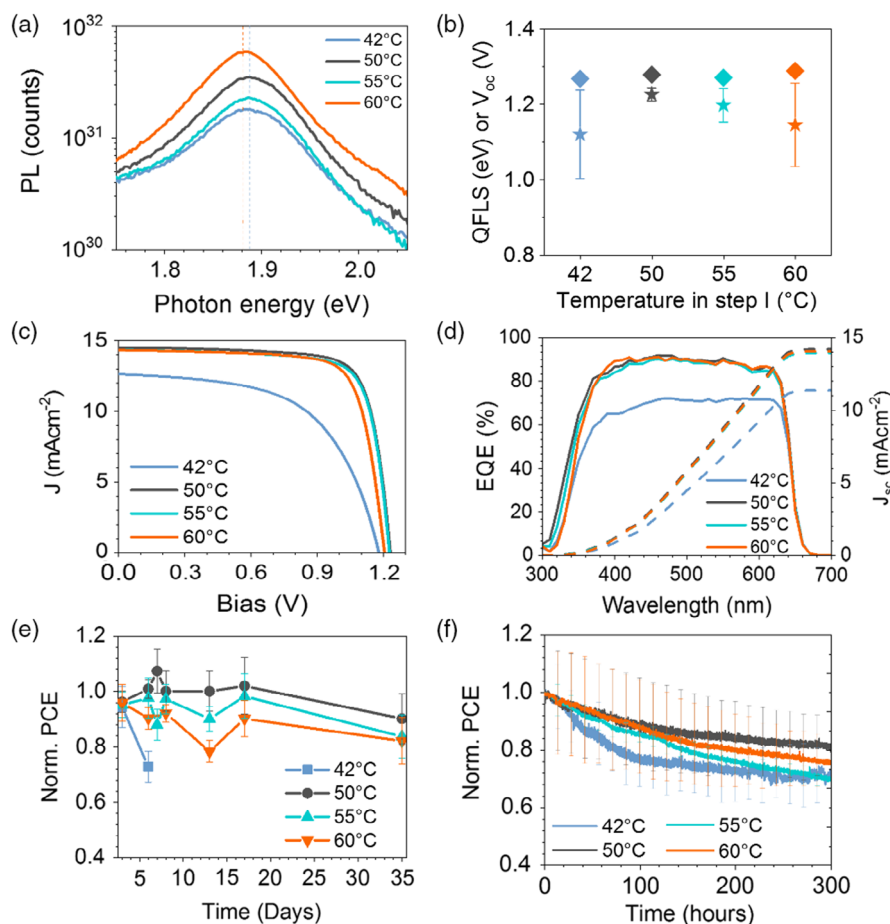 (a)
10³²
10³¹
10³⁰
PL (counts)
42°C
50°C
55°C
60°C
1.8 1.9 2.0
Photon energy (eV)
(b)
1.4
1.2
1.0
0.8
QFLS (eV) or V_oc (V)
42 50 55 60
Temperature in step I (°C)
(c)
15
10
5
0
J (mAcm⁻²)
42°C
50°C
55°C
60°C
0.0 0.3 0.6 0.9 1.2
Bias (V)
(d)
100
80
60
40
20
0
EQE (%)
15
10
5
0
J_sc (mAcm⁻²)
42°C
50°C
55°C
60°C
300 400 500 600 700
Wavelength (nm)
(e)
1.2
1.0
0.8
0.6
0.4
Norm. PCE
42°C
50°C
55°C
60°C
5 10 15 20 25 30 35
Time (Days)
(f)
1.2
1.0
0.8
0.6
0.4
Norm. PCE
42°C 55°C
50°C 60°C
0 100 200 300
Time (hours)